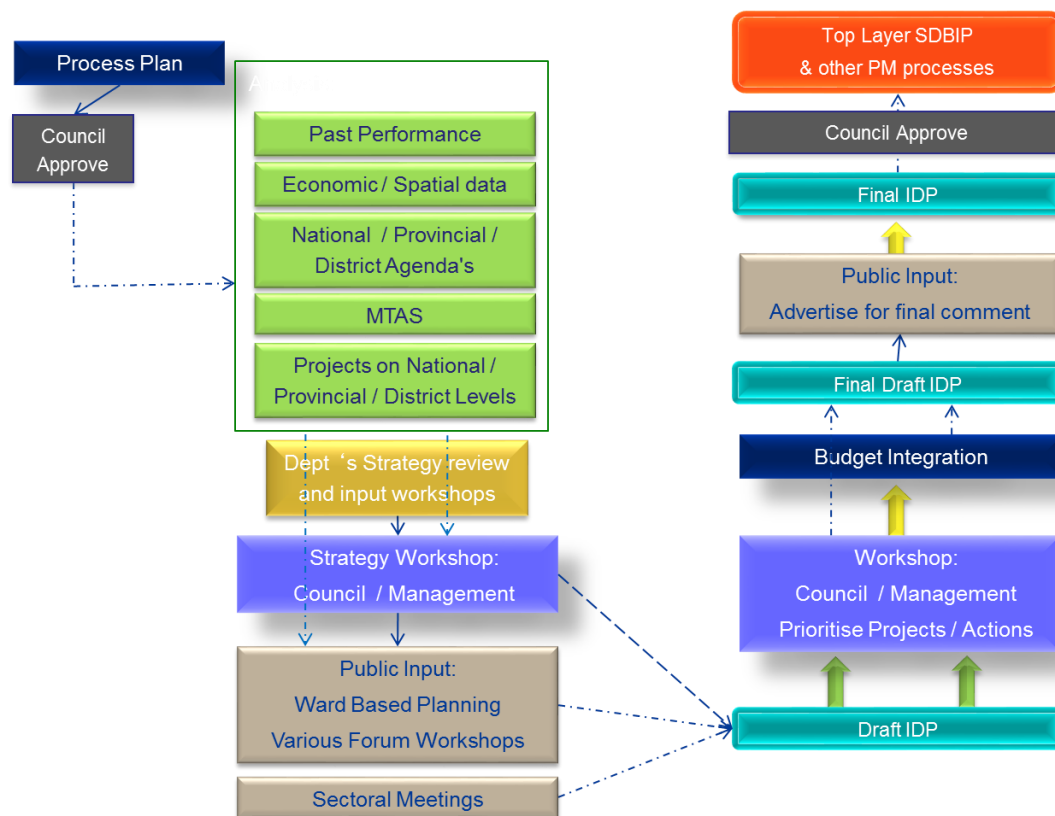 Process Plan
Council
Approve
Past Performance
Economic / Spatial data
National / Provincial /
District Agenda's
MTAS
Projects on National /
Provincial / District Levels
Dept ‘s Strategy review
and input workshops
Strategy Workshop:
Council / Management
Public Input:
Ward Based Planning
Various Forum Workshops
Sectoral Meetings
Top Layer SDBIP
& other PM processes
Council Approve
Final IDP
Public Input:
Advertise for final comment
Final Draft IDP
Budget Integration
Workshop:
Council / Management
Prioritise Projects / Actions
Draft IDP